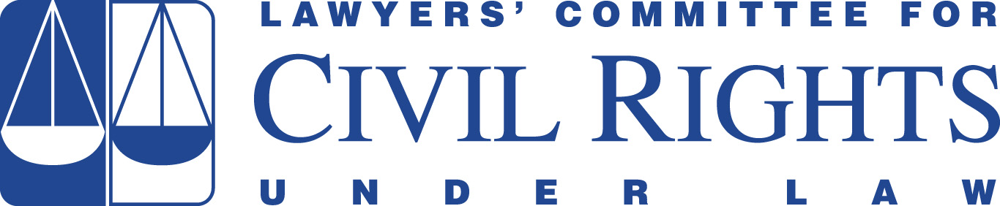 LAWYERS’ COMMITTEE FOR
CIVIL RIGHTS
UNDER LAW